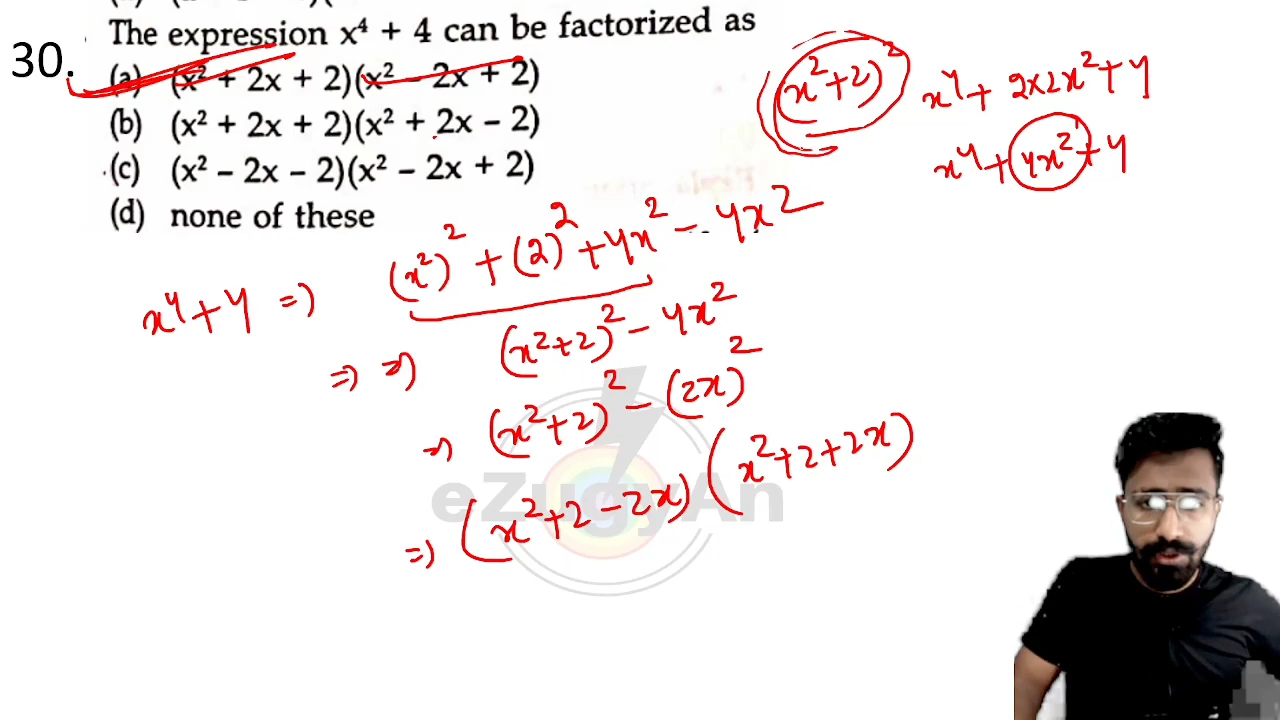 30.
The expression x⁴ + 4 can be factorized as
(a) (x² + 2x + 2)(x² − 2x + 2)
(b) (x² + 2x + 2)(x² + 2x − 2)
(c) (x² − 2x − 2)(x² − 2x + 2)
(d) none of these
(x²+2)²
x⁴ + 2×2x² + 4
x⁴ + 4x² + 4
x⁴ + 4 => (x²)² + (2)² + 4x² − 4x²
=> => (x²+2)² − 4x²
=> (x²+2)² − (2x)²
=> (x²+2−2x) (x²+2+2x)
eZugyAn